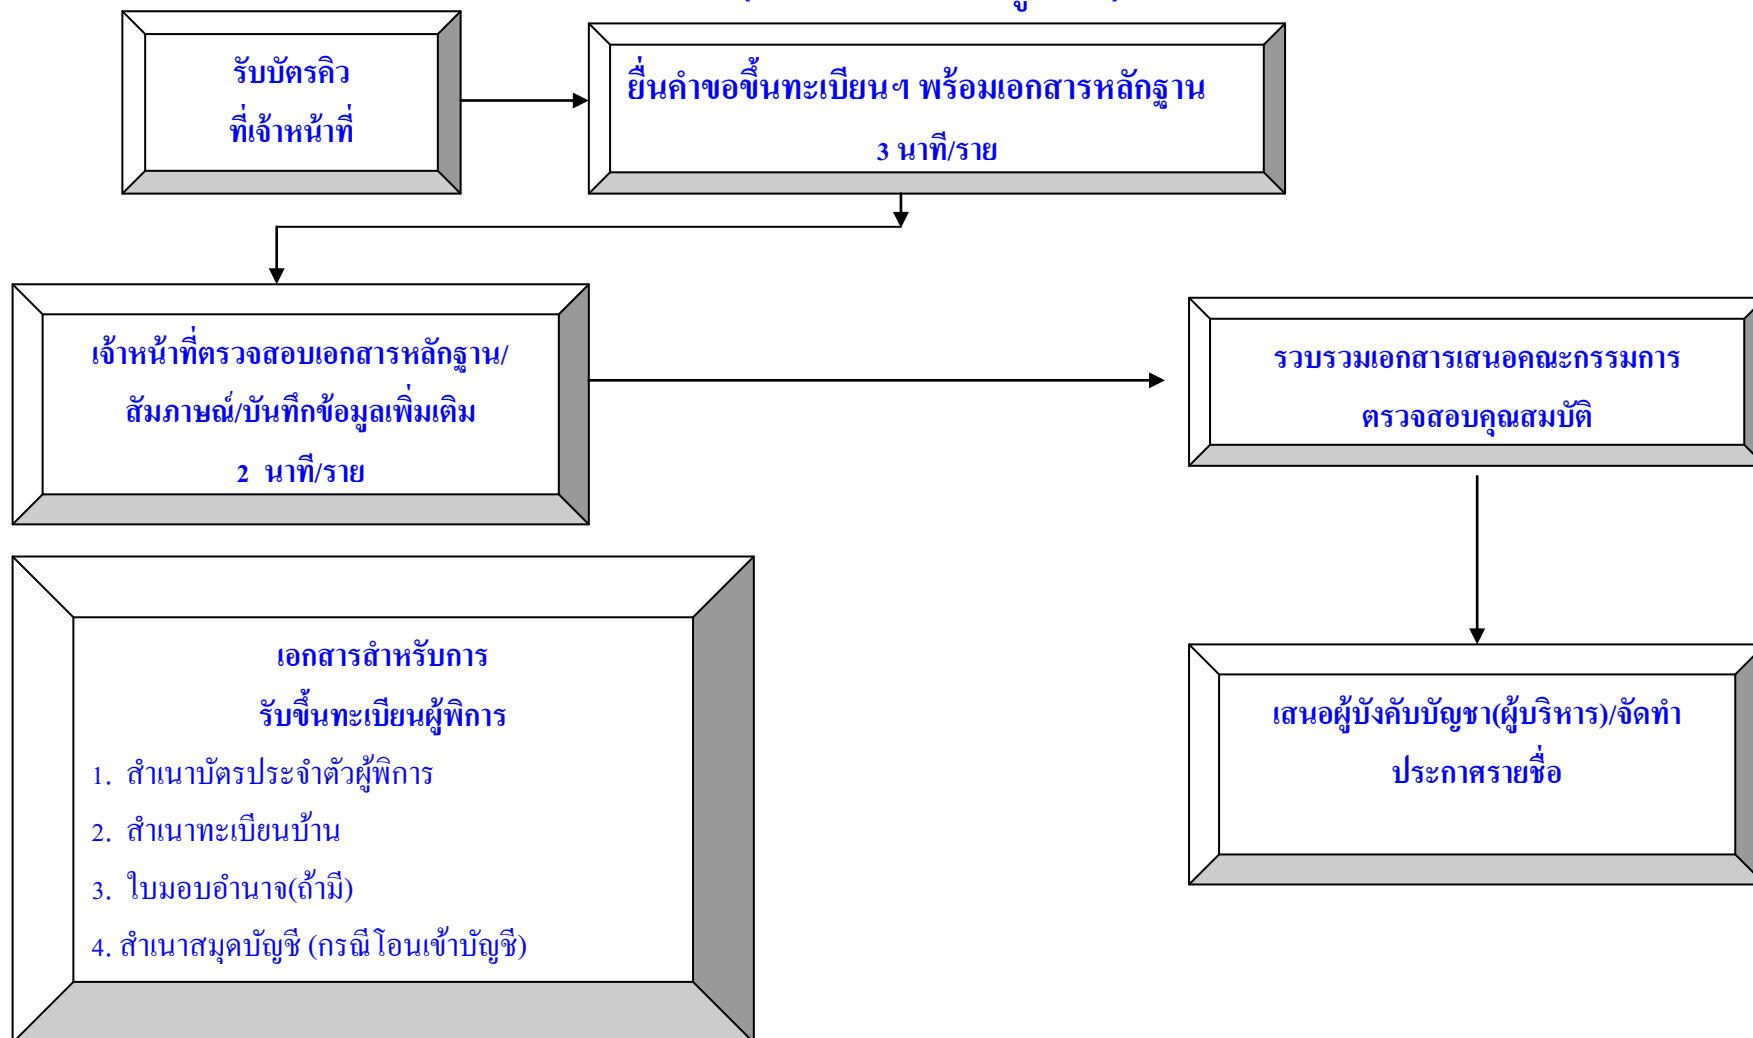 รับบัตรคิว
ที่เจ้าหน้าที่
ยื่นคำขอขึ้นทะเบียนฯ พร้อมเอกสารหลักฐาน
3 นาที/ราย
เจ้าหน้าที่ตรวจสอบเอกสารหลักฐาน/
สัมภาษณ์/บันทึกข้อมูลเพิ่มเติม
2 นาที/ราย
รวบรวมเอกสารเสนอคณะกรรมการ
ตรวจสอบคุณสมบัติ
เอกสารสำหรับการ
รับขึ้นทะเบียนผู้พิการ
1. สำเนาบัตรประจำตัวผู้พิการ
2. สำเนาทะเบียนบ้าน
3. ใบมอบอำนาจ(ถ้ามี)
4. สำเนาสมุดบัญชี (กรณีโอนเข้าบัญชี)
เสนอผู้บังคับบัญชา(ผู้บริหาร)/จัดทำ
ประกาศรายชื่อ